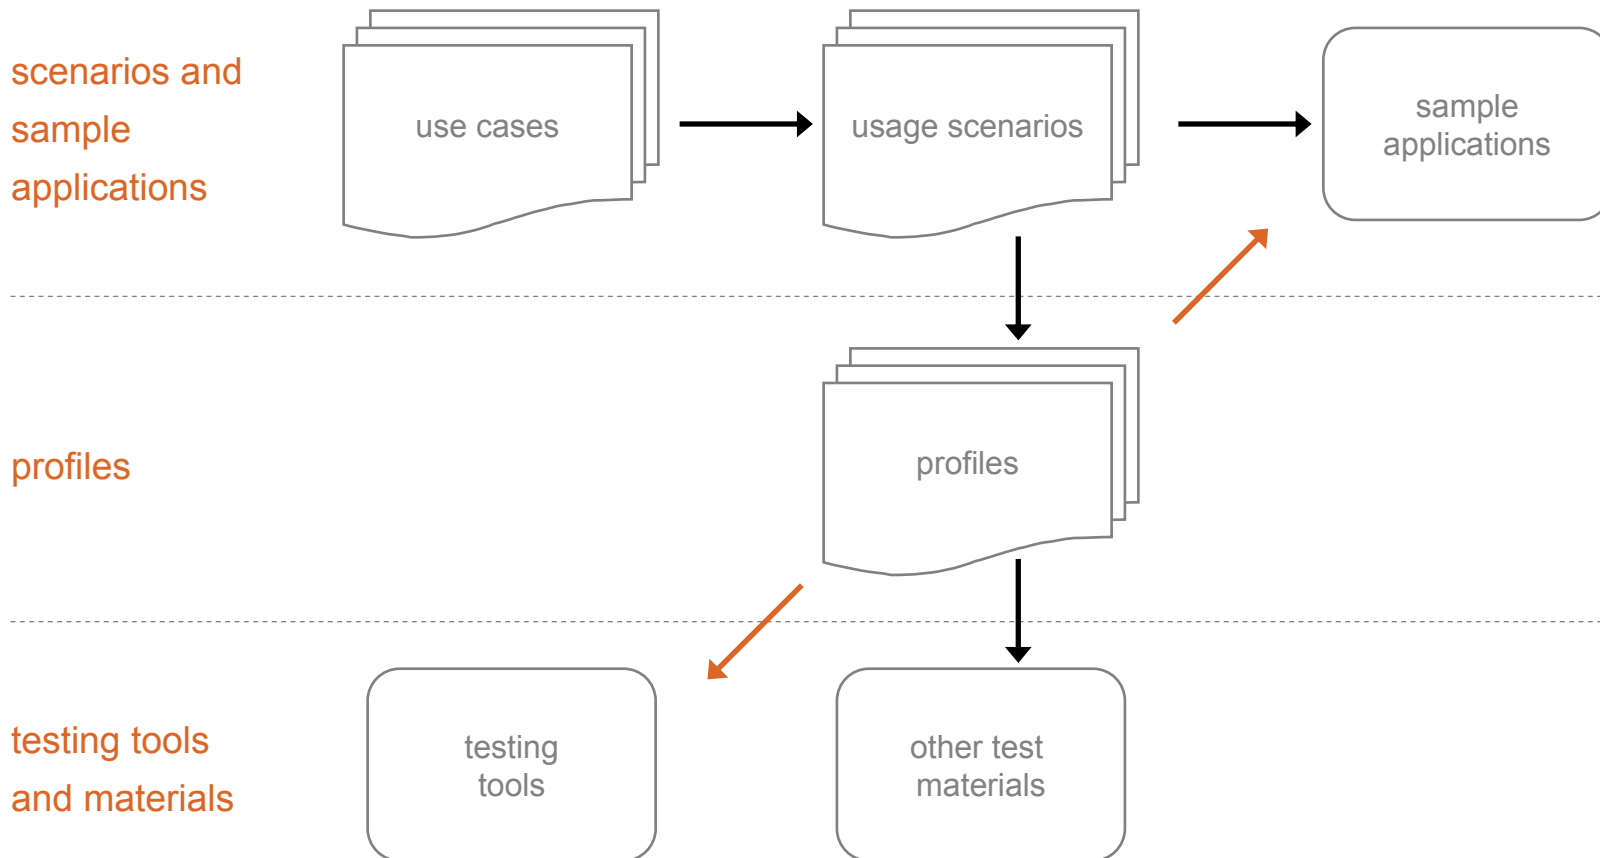 scenarios and
sample
applications
use cases
usage scenarios
sample
applications
profiles
profiles
testing tools
and materials
testing
tools
other test
materials